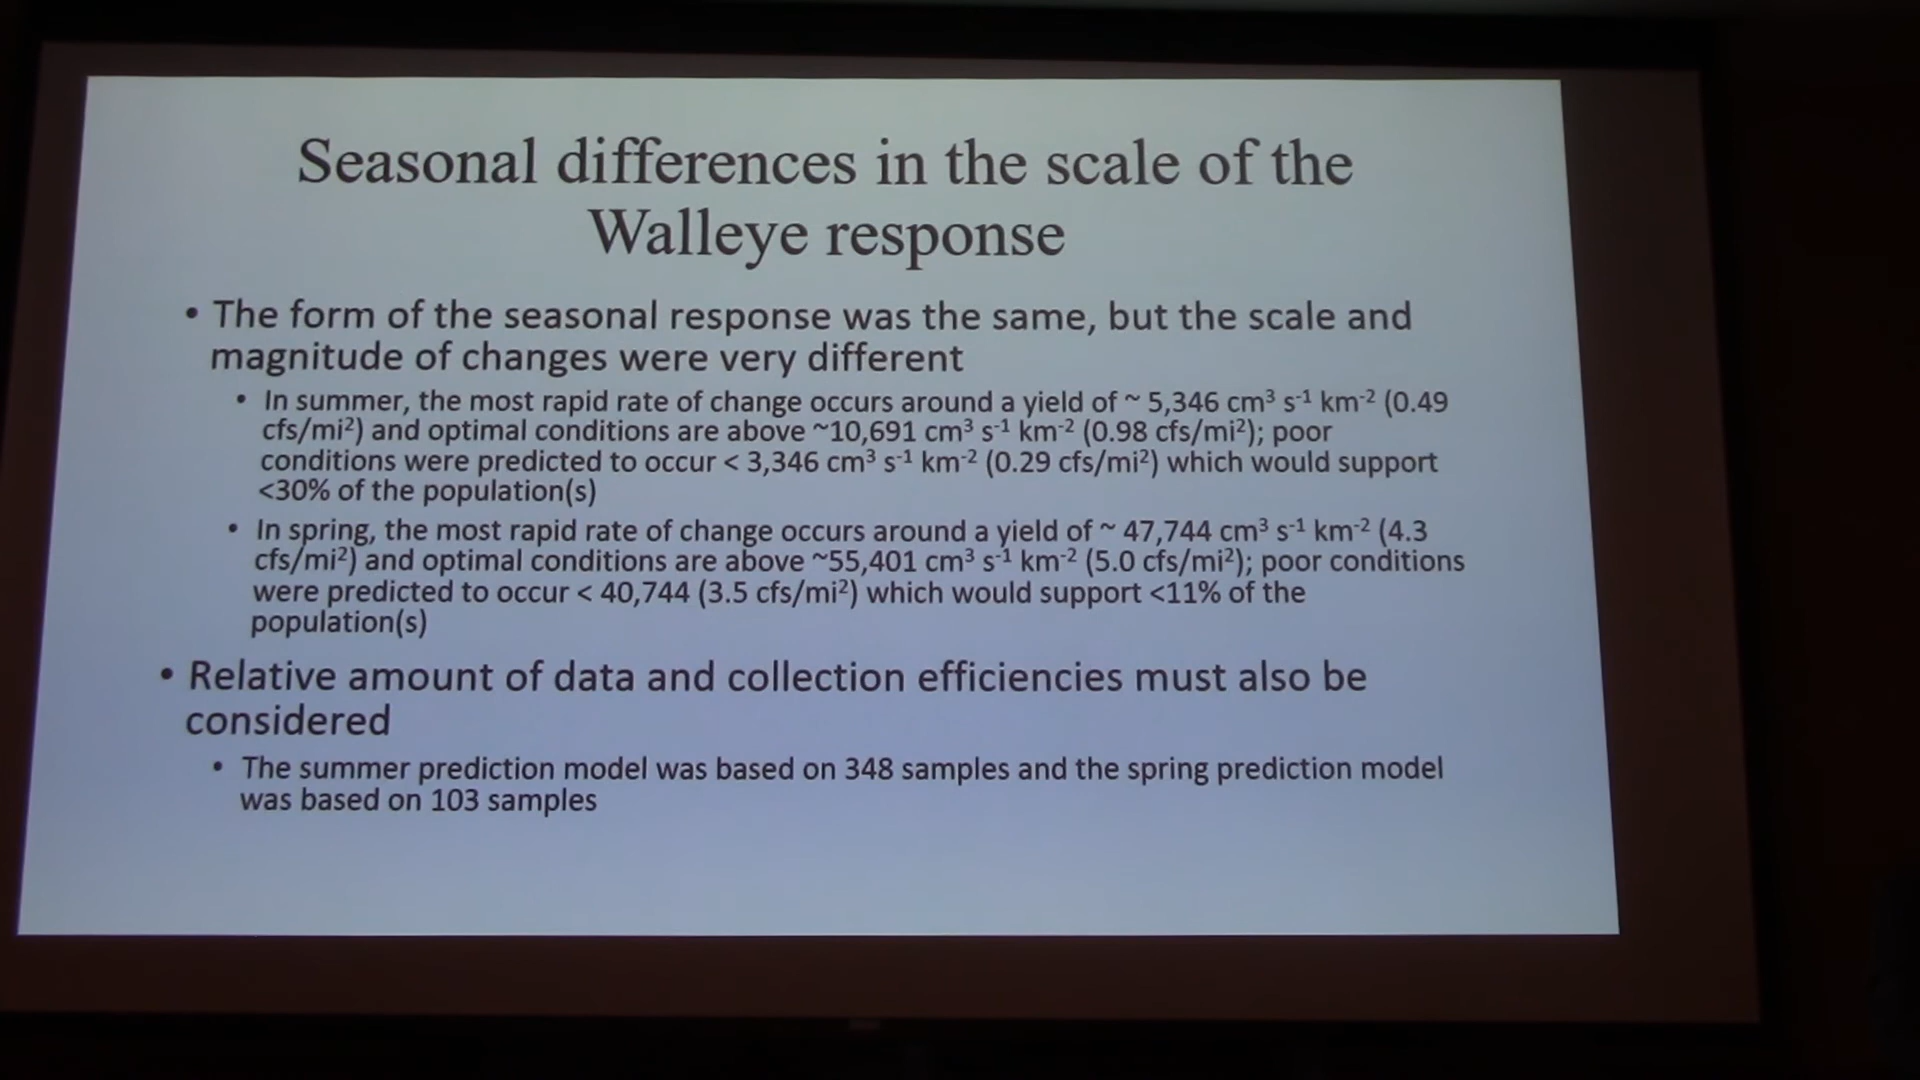 Seasonal differences in the scale of the
Walleye response
• The form of the seasonal response was the same, but the scale and
magnitude of changes were very different
• In summer, the most rapid rate of change occurs around a yield of ~ 5,346 cm³ s⁻¹ km⁻² (0.49
cfs/mi²) and optimal conditions are above ~10,691 cm³ s⁻¹ km⁻² (0.98 cfs/mi²); poor
conditions were predicted to occur < 3,346 cm³ s⁻¹ km⁻² (0.29 cfs/mi²) which would support
<30% of the population(s)
• In spring, the most rapid rate of change occurs around a yield of ~ 47,744 cm³ s⁻¹ km⁻² (4.3
cfs/mi²) and optimal conditions are above ~55,401 cm³ s⁻¹ km⁻² (5.0 cfs/mi²); poor conditions
were predicted to occur < 40,744 (3.5 cfs/mi²) which would support <11% of the
population(s)
• Relative amount of data and collection efficiencies must also be
considered
• The summer prediction model was based on 348 samples and the spring prediction model
was based on 103 samples